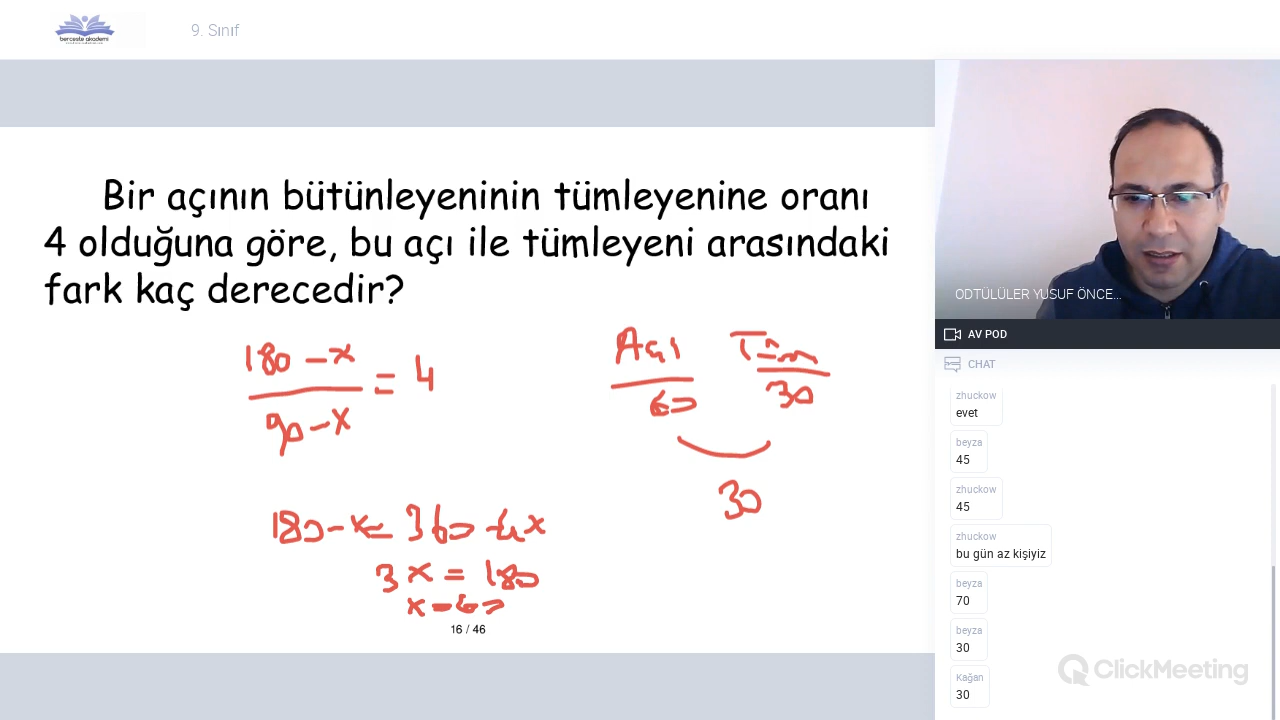 berceste akademi
9. Sınıf
Bir açının bütünleyeninin tümleyenine oranı
4 olduğuna göre, bu açı ile tümleyeni arasındaki
fark kaç derecedir?
180 - x
90 - x
= 4
Açı Tüm
60 30
30
180 - x = 360 - 4x
3x = 180
x = 60
16 / 46
ODTÜLÜLER YUSUF ÖNCE...
AV POD
CHAT
zhuckow
evet
beyza
45
zhuckow
45
zhuckow
bu gün az kişiyiz
beyza
70
beyza
30
Kağan
30
ClickMeeting